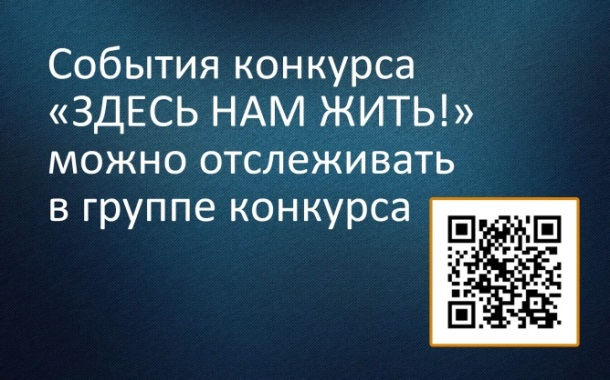 События конкурса
«ЗДЕСЬ НАМ ЖИТЬ!»
можно отслеживать
в группе конкурса